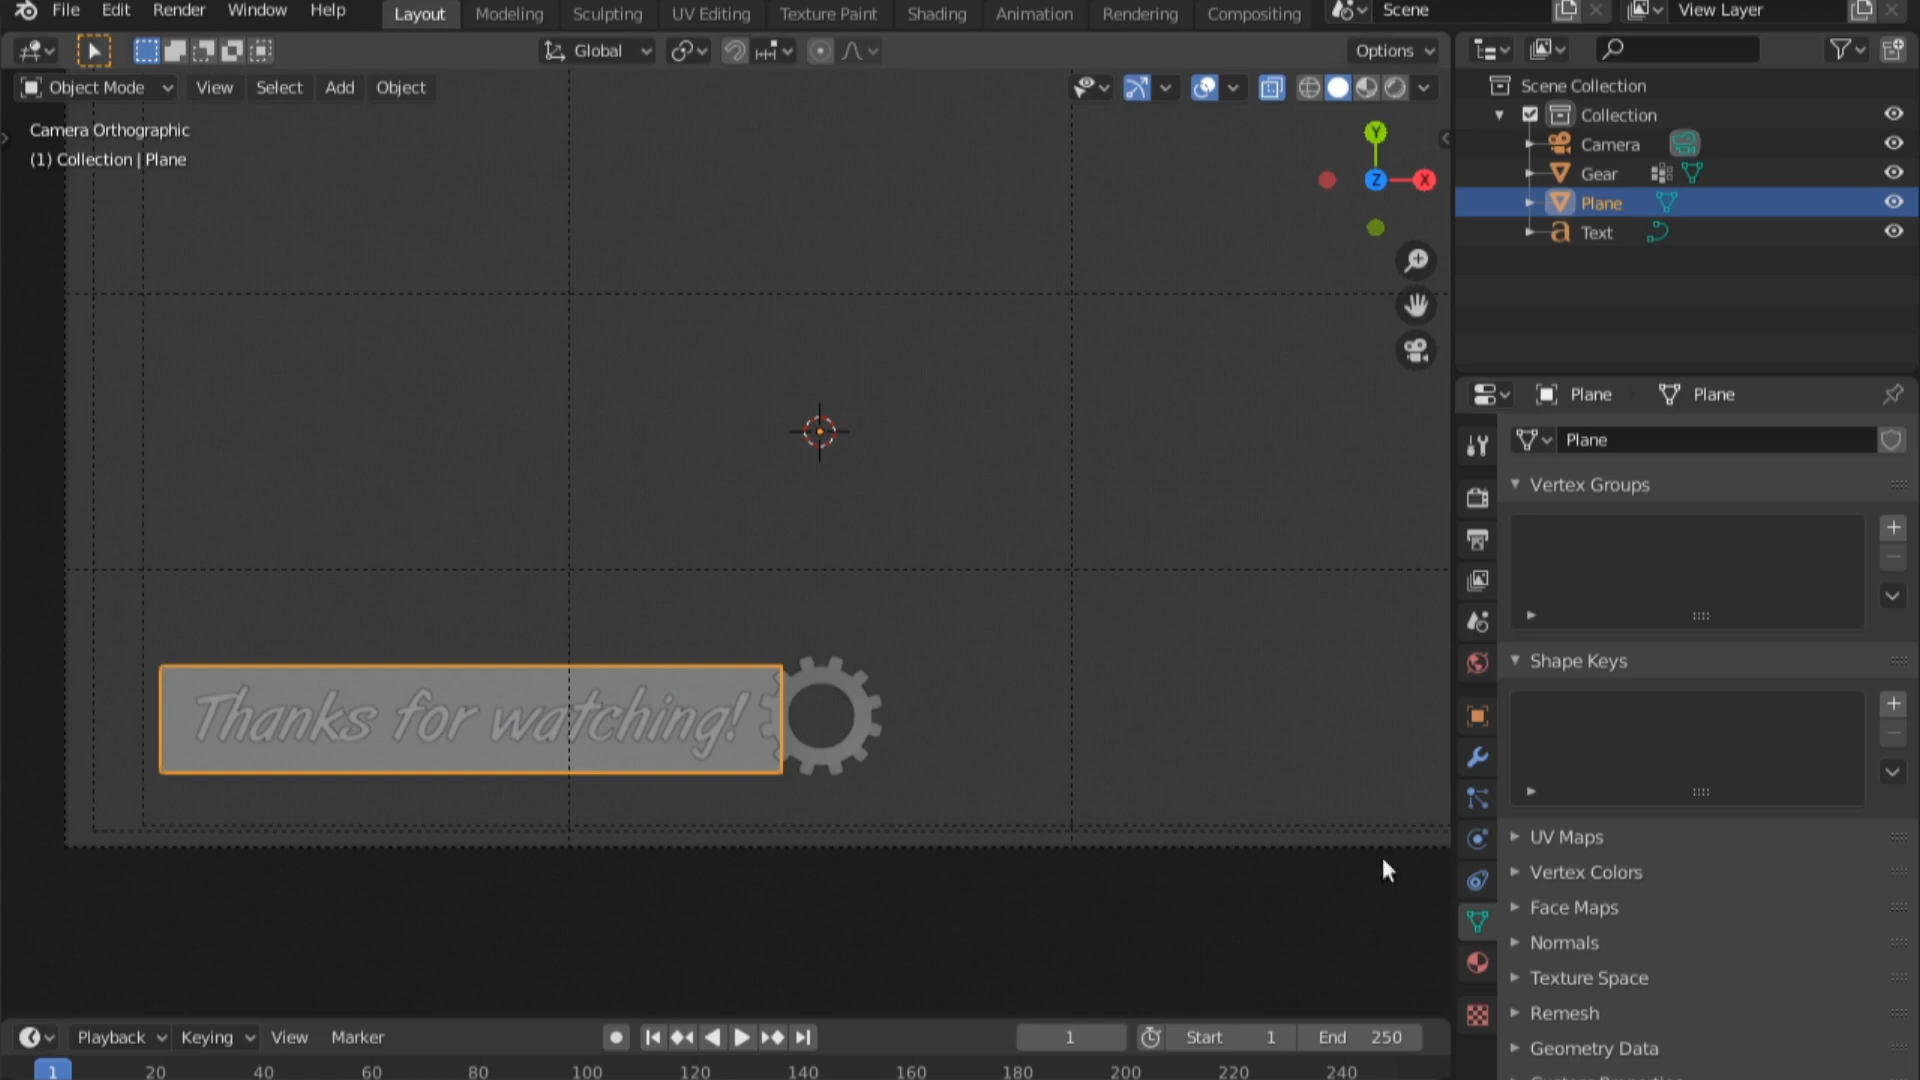 File Edit Render Window Help Layout Modeling Sculpting UV Editing Texture Paint Shading Animation Rendering Compositing Scene View Layer
Global Options
Object Mode View Select Add Object
Camera Orthographic
(1) Collection | Plane
Y
Z X
Thanks for watching!
Scene Collection
Collection
Camera
Gear
Plane
Text
Plane Plane
Plane
Vertex Groups
Shape Keys
UV Maps
Vertex Colors
Face Maps
Normals
Texture Space
Remesh
Geometry Data
Custom Properties
Playback Keying View Marker 1 Start 1 End 250
1 20 40 60 80 100 120 140 160 180 200 220 240